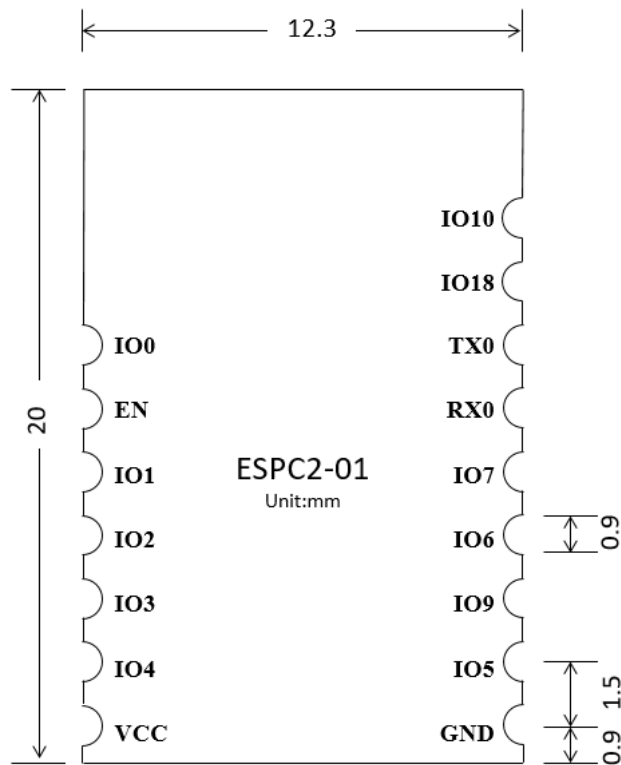 12.3
IO10
IO18
IO0 TX0
EN RX0
20
IO1 IO7
ESPC2-01
Unit:mm
IO2 IO6 0.9
IO3 IO9
IO4 IO5
1.5
VCC GND
0.9